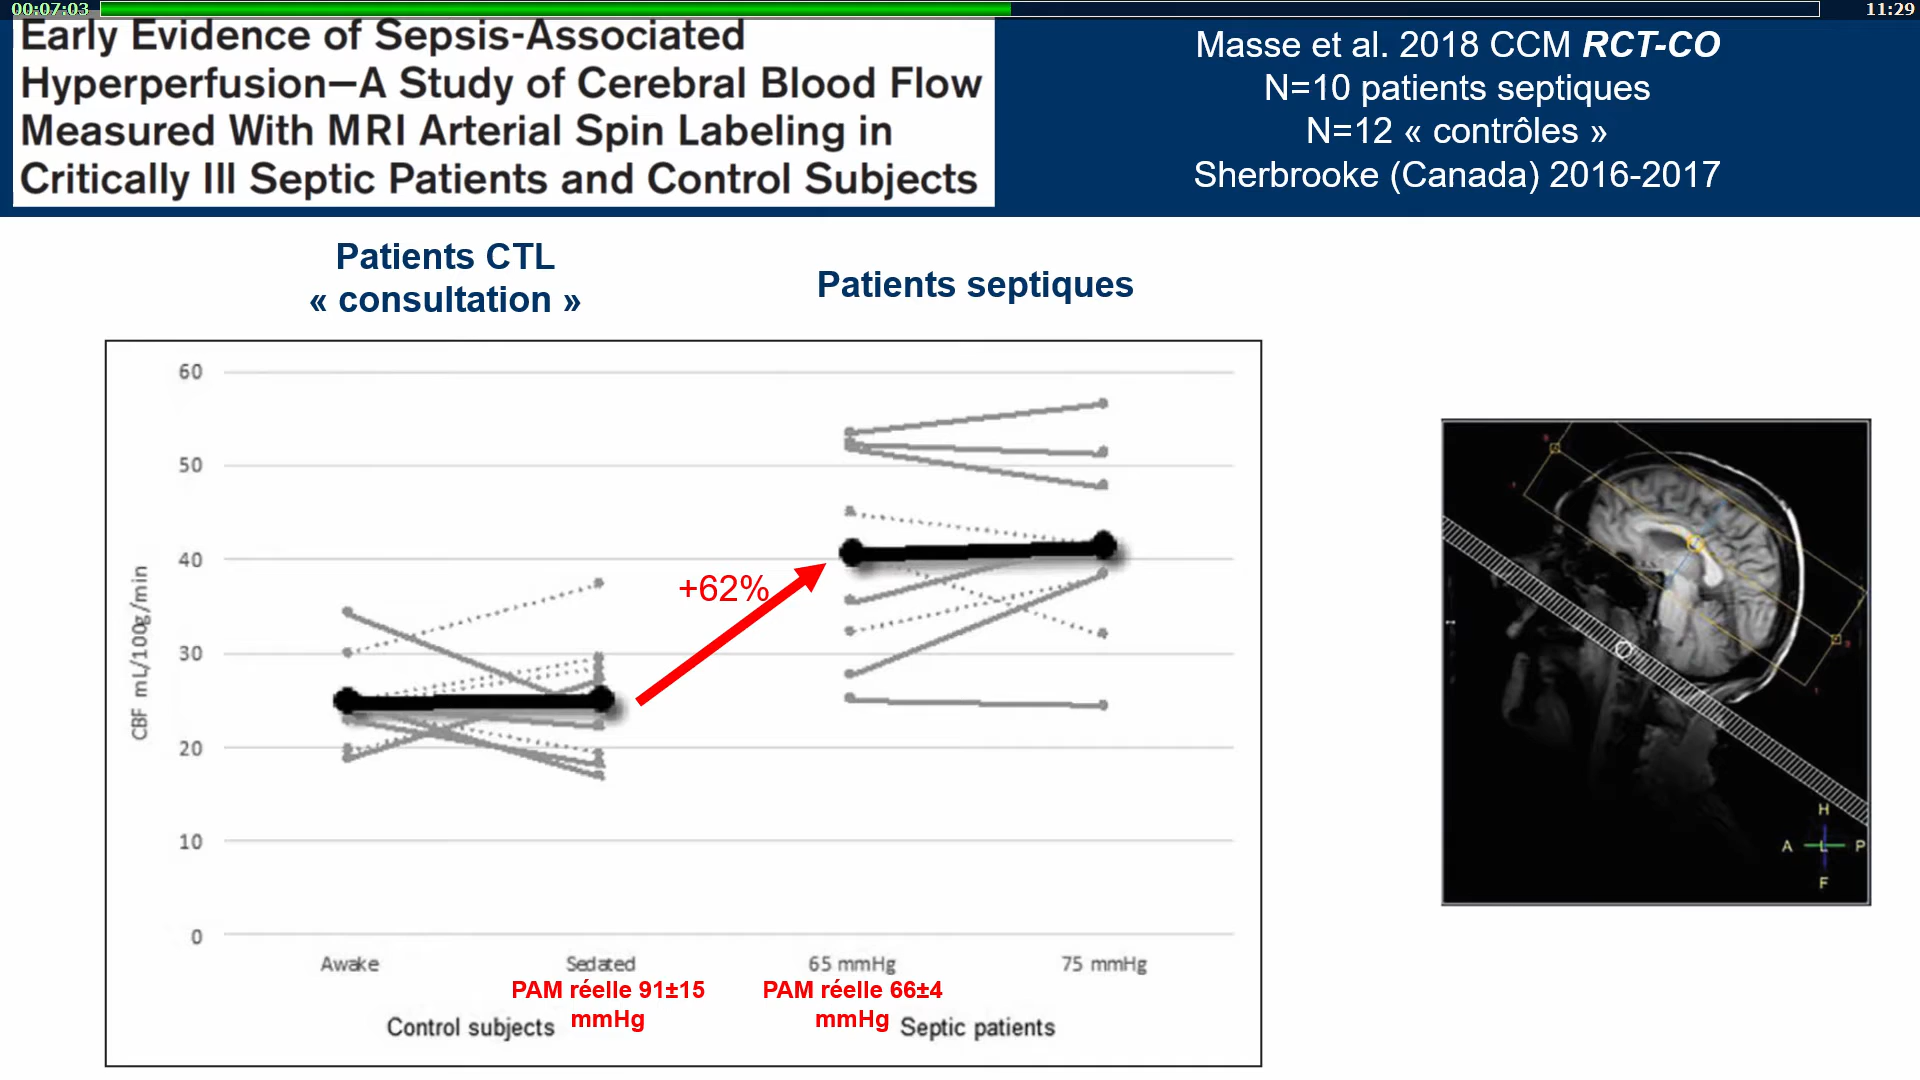 00:07:03
11:29
Early Evidence of Sepsis-Associated
Hyperperfusion—A Study of Cerebral Blood Flow
Measured With MRI Arterial Spin Labeling in
Critically Ill Septic Patients and Control Subjects
Masse et al. 2018 CCM RCT-CO
N=10 patients septiques
N=12 « contrôles »
Sherbrooke (Canada) 2016-2017
Patients CTL
« consultation »
Patients septiques
60
50
40
30
20
10
0
CBF mL/100g/min
+62%
Awake
Sedated
65 mmHg
75 mmHg
PAM réelle 91±15
mmHg
PAM réelle 66±4
mmHg
Control subjects
Septic patients
H
A
L
P
F